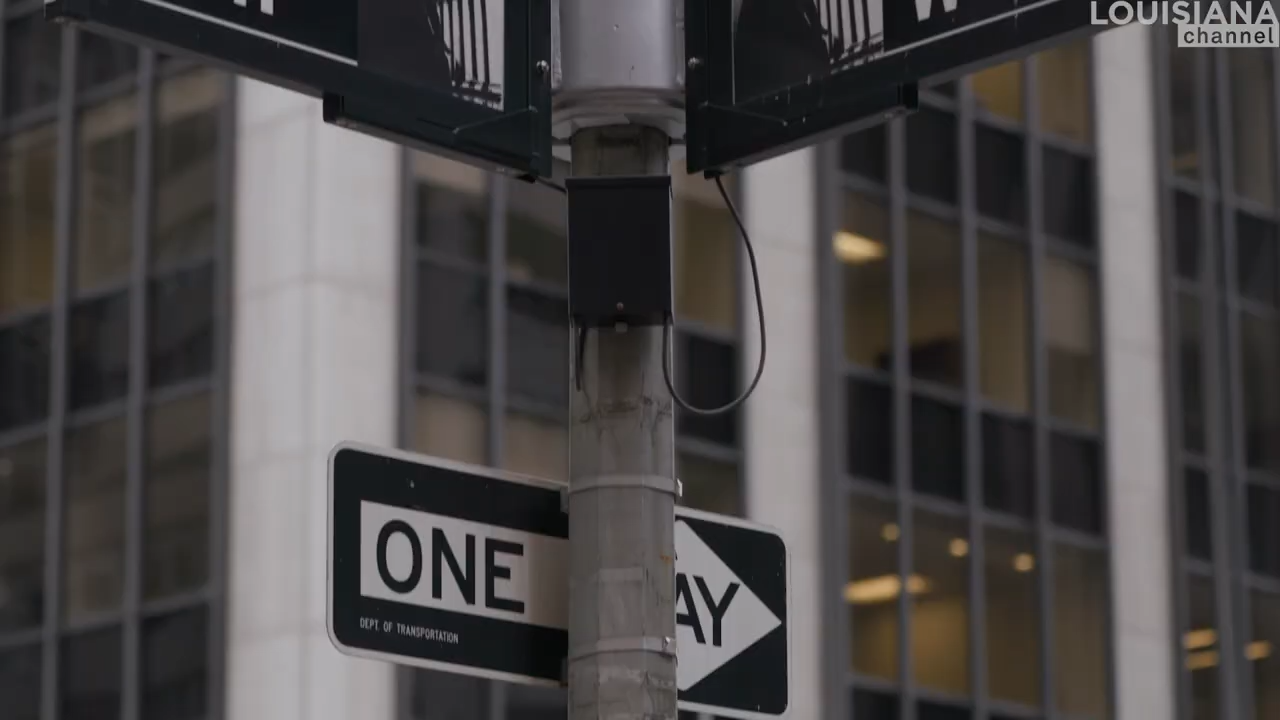 LOUISIANA
channel
ONE
AY
DEPT. OF TRANSPORTATION